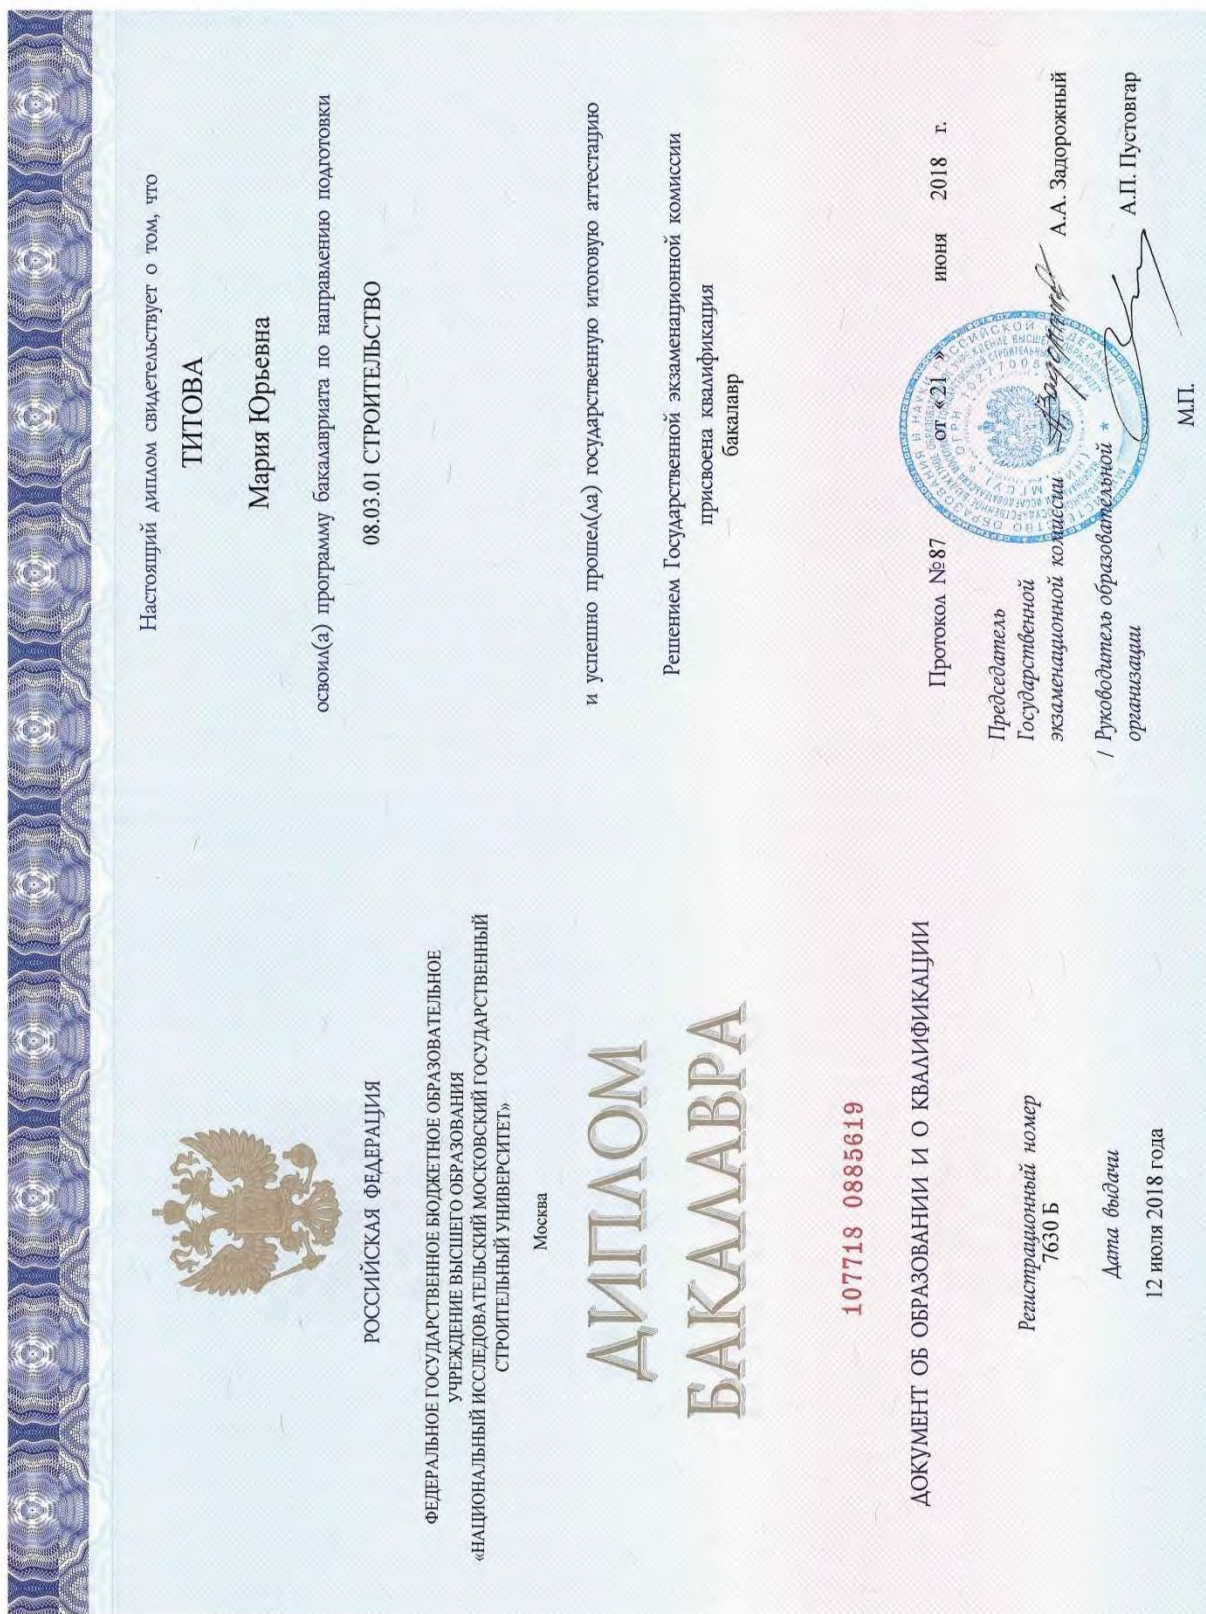 РОССИЙСКАЯ ФЕДЕРАЦИЯ
ФЕДЕРАЛЬНОЕ ГОСУДАРСТВЕННОЕ БЮДЖЕТНОЕ ОБРАЗОВАТЕЛЬНОЕ
УЧРЕЖДЕНИЕ ВЫСШЕГО ОБРАЗОВАНИЯ
«НАЦИОНАЛЬНЫЙ ИССЛЕДОВАТЕЛЬСКИЙ МОСКОВСКИЙ ГОСУДАРСТВЕННЫЙ
СТРОИТЕЛЬНЫЙ УНИВЕРСИТЕТ»
Москва
ДИПЛОМ
БАКАЛАВРА
107718 0885619
ДОКУМЕНТ ОБ ОБРАЗОВАНИИ И О КВАЛИФИКАЦИИ
Регистрационный номер
7630 Б
Дата выдачи
12 июля 2018 года
Настоящий диплом свидетельствует о том, что
ТИТОВА
Мария Юрьевна
освоил(а) программу бакалавриата по направлению подготовки
08.03.01 СТРОИТЕЛЬСТВО
и успешно прошел(ла) государственную итоговую аттестацию
Решением Государственной экзаменационной комиссии
присвоена квалификация
бакалавр
Протокол №87 от «21 » июня 2018 г.
Председатель
Государственной
экзаменационной комиссии А.А. Задорожный
/ Руководитель образовательной
организации А.П. Пустовгар
М.П.